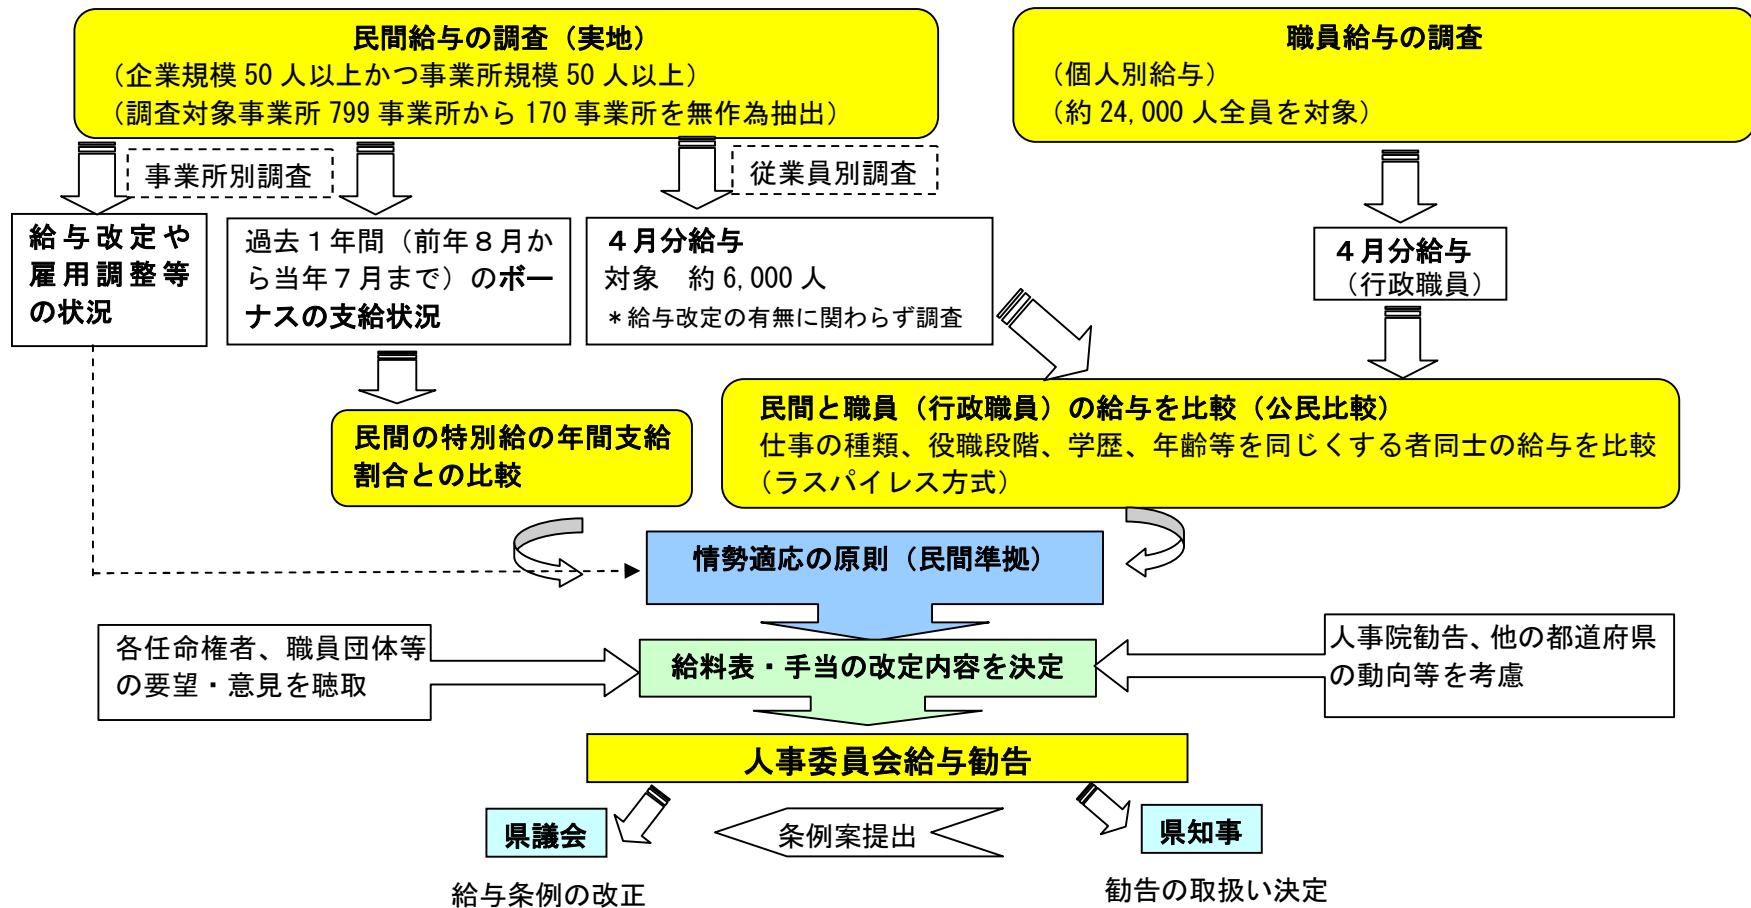 民間給与の調査（実地）
（企業規模 50 人以上かつ事業所規模 50 人以上）
（調査対象事業所 799 事業所から 170 事業所を無作為抽出）
職員給与の調査
（個人別給与）
（約 24,000 人全員を対象）
事業所別調査
従業員別調査
給与改定や
雇用調整等
の状況
過去１年間（前年８月か
ら当年７月まで）のボー
ナスの支給状況
４月分給与
対象　約 6,000 人
＊給与改定の有無に関わらず調査
４月分給与
（行政職員）
民間の特別給の年間支給
割合との比較
民間と職員（行政職員）の給与を比較（公民比較）
仕事の種類、役職段階、学歴、年齢等を同じくする者同士の給与を比較
（ラスパイレス方式）
情勢適応の原則（民間準拠）
各任命権者、職員団体等
の要望・意見を聴取
給料表・手当の改定内容を決定
人事院勧告、他の都道府県
の動向等を考慮
人事委員会給与勧告
県議会
条例案提出
県知事
給与条例の改正
勧告の取扱い決定